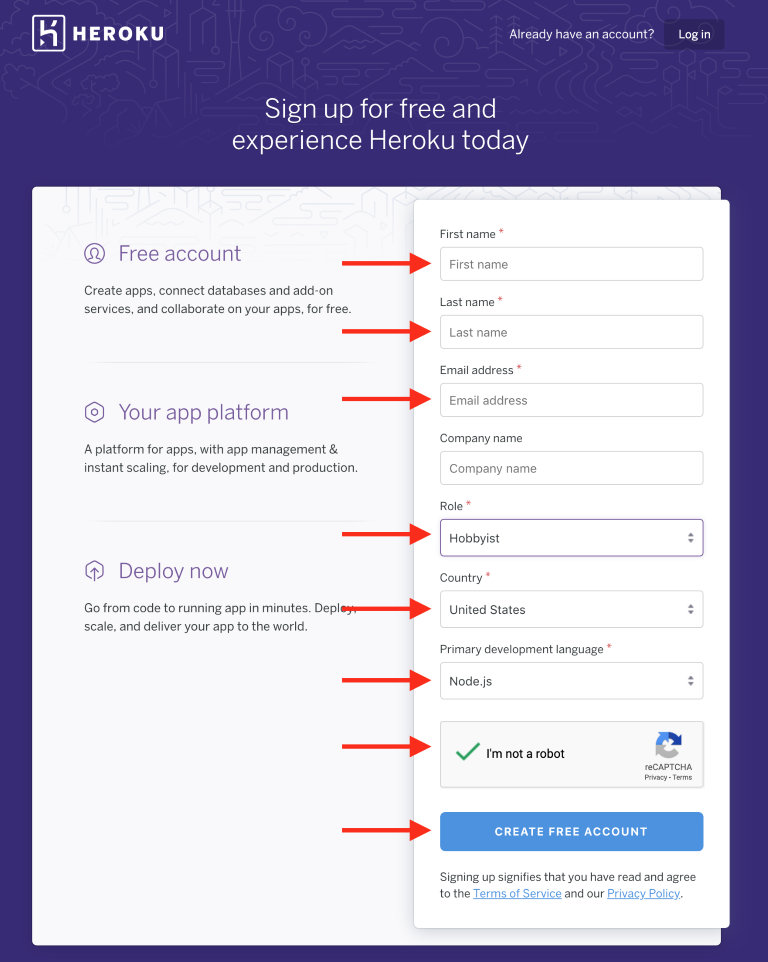 HEROKU
Already have an account? Log in
Sign up for free and
experience Heroku today
Free account
Create apps, connect databases and add-on
services, and collaborate on your apps, for free.
Your app platform
A platform for apps, with app management &
instant scaling, for development and production.
Deploy now
Go from code to running app in minutes. Deploy,
scale, and deliver your app to the world.
First name *
First name
Last name *
Last name
Email address *
Email address
Company name
Company name
Role *
Hobbyist
Country *
United States
Primary development language *
Node.js
I'm not a robot
reCAPTCHA
Privacy - Terms
CREATE FREE ACCOUNT
Signing up signifies that you have read and agree
to the Terms of Service and our Privacy Policy.